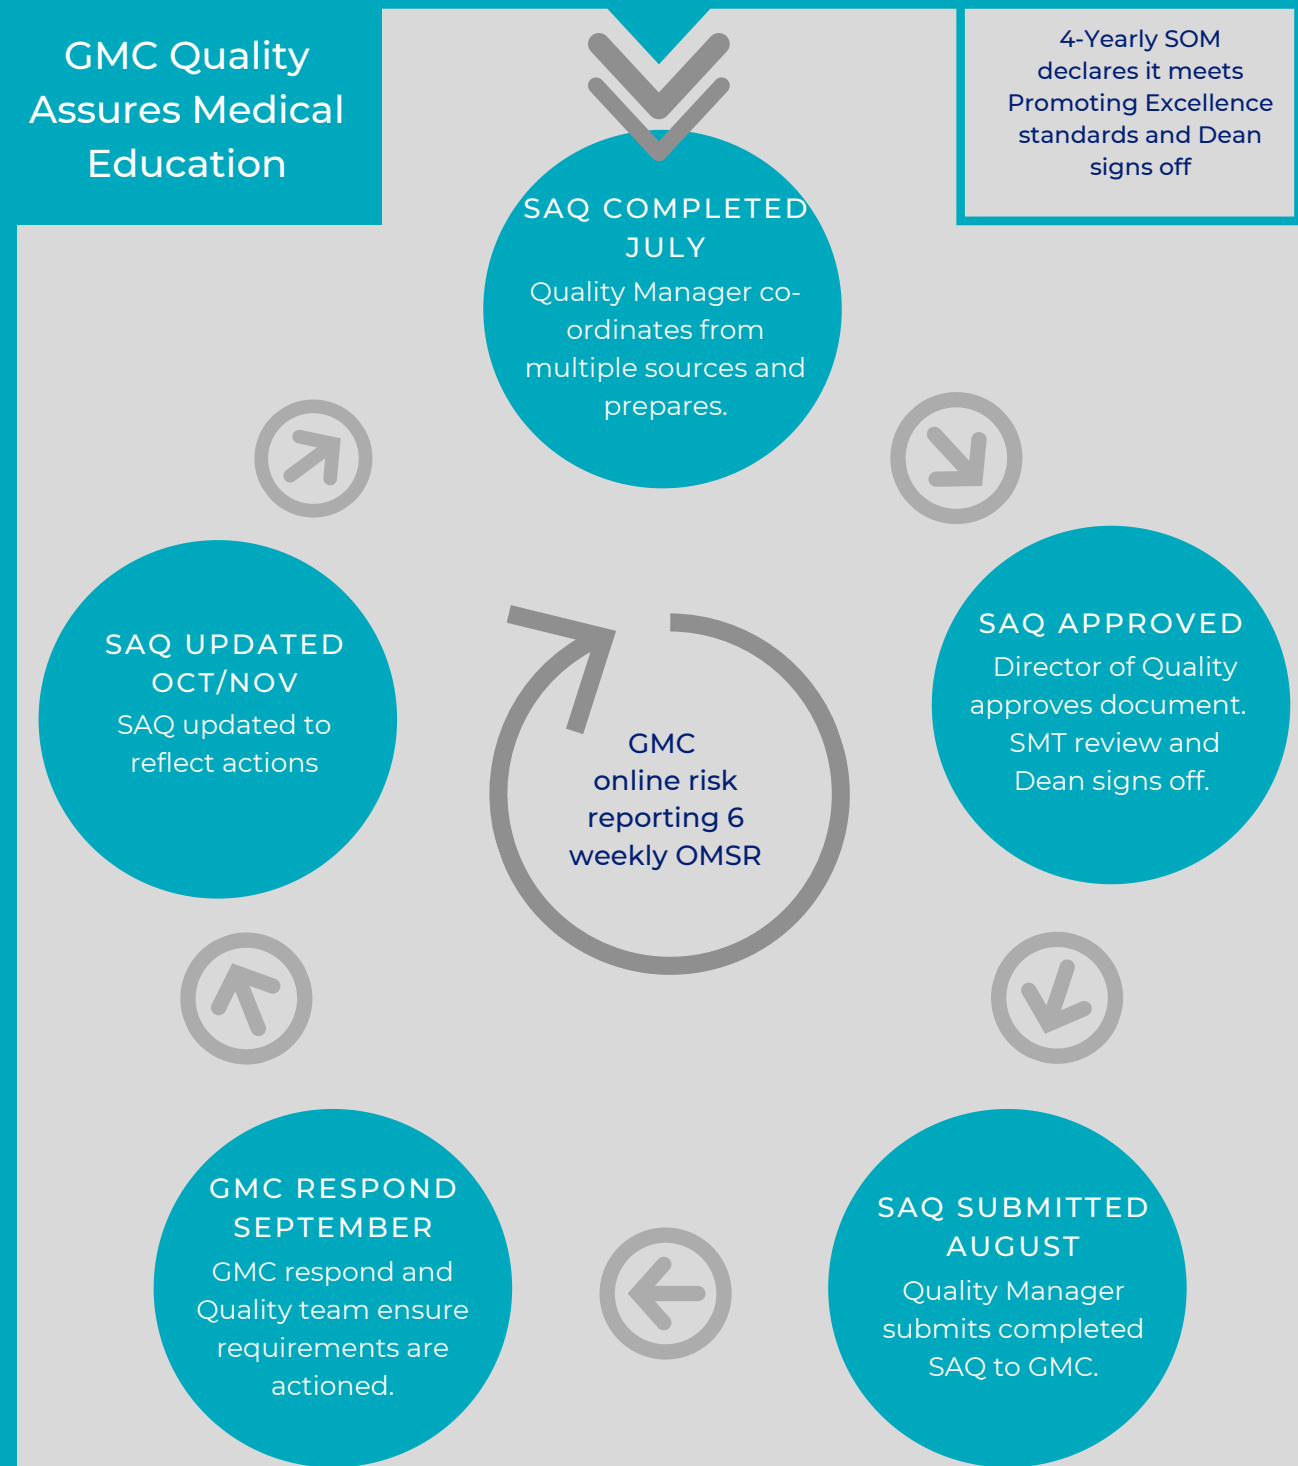 GMC Quality
Assures Medical
Education
4-Yearly SOM
declares it meets
Promoting Excellence
standards and Dean
signs off
SAQ COMPLETED
JULY
Quality Manager co-
ordinates from
multiple sources and
prepares.
SAQ APPROVED
Director of Quality
approves document.
SMT review and
Dean signs off.
SAQ SUBMITTED
AUGUST
Quality Manager
submits completed
SAQ to GMC.
GMC RESPOND
SEPTEMBER
GMC respond and
Quality team ensure
requirements are
actioned.
SAQ UPDATED
OCT/NOV
SAQ updated to
reflect actions
GMC
online risk
reporting 6
weekly OMSR